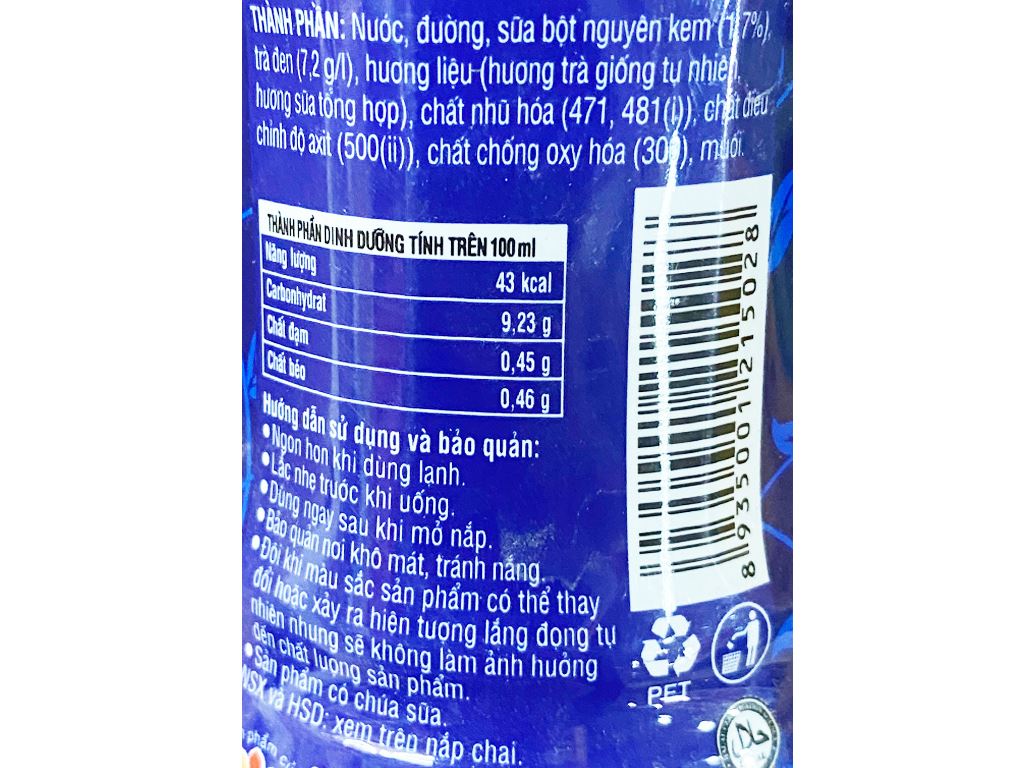 THÀNH PHẦN: Nước, đường, sữa bột nguyên kem (1,7%),
trà đen (7,2 g/l), hương liệu (hương trà giống tự nhiên,
hương sữa tổng hợp), chất nhũ hóa (471, 481(i)), chất điều
chỉnh độ axit (500(ii)), chất chống oxy hóa (30 ), muối.
THÀNH PHẦN DINH DƯỠNG TÍNH TRÊN 100 ml
Năng lượng 43 kcal
Carbonhydrat 9,23 g
Chất đạm 0,45 g
Chất béo 0,46 g
Hướng dẫn sử dụng và bảo quản:
•Ngon hơn khi dùng lạnh.
•Lắc nhẹ trước khi uống.
•Dùng ngay sau khi mở nắp.
•Bảo quản nơi khô mát, tránh nắng.
•Đôi khi màu sắc sản phẩm có thể thay
đổi hoặc xảy ra hiện tượng lắng đọng tự
nhiên nhưng sẽ không làm ảnh hưởng
đến chất lượng sản phẩm.
•Sản phẩm có chứa sữa.
NSX và HSD: xem trên nắp chai.
8 935001 215028
PET